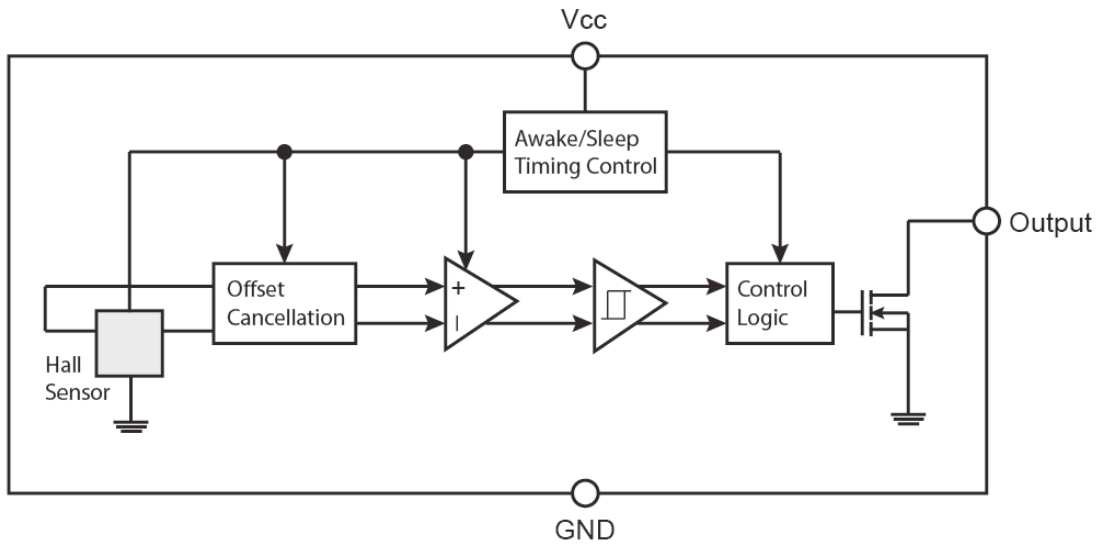 Vcc
Awake/Sleep
Timing Control
Output
Offset
Cancellation
+
-
Control
Logic
Hall
Sensor
GND